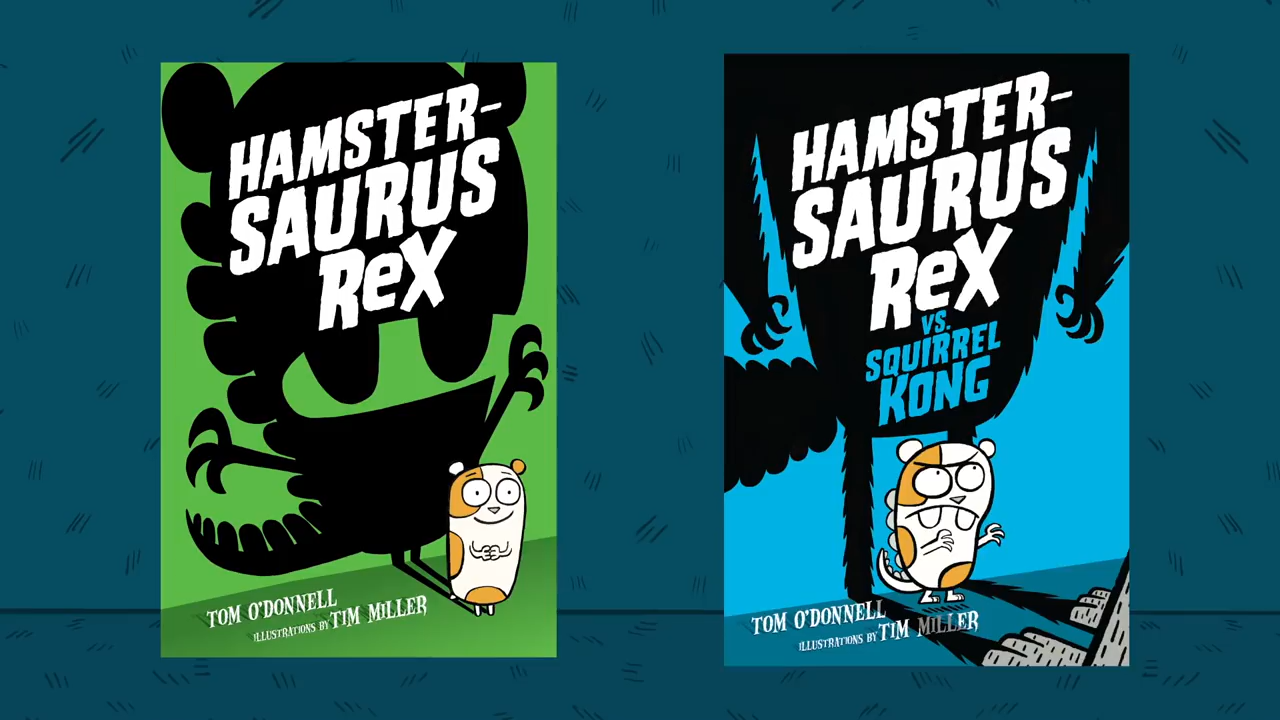 HAMSTER-
SAURUS
ReX
TOM O'DONNELL
ILLUSTRATIONS BY TIM MILLER
HAMSTER-
SAURUS
ReX
VS.
SQUIRREL
KONG
TOM O'DONNELL
ILLUSTRATIONS BY TIM MILLER